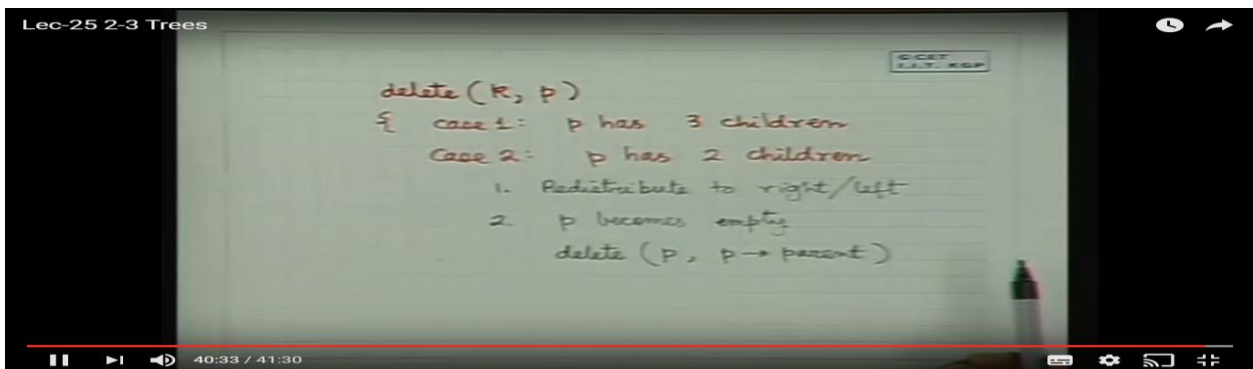 Lec-25 2-3 Trees
I.I.T. KGP
delete (K, p)
{ case 1: p has 3 children
Case 2: p has 2 children
1. Redistribute to right/left
2. p becomes empty
delete (p, p → parent)
40:33 / 41:30